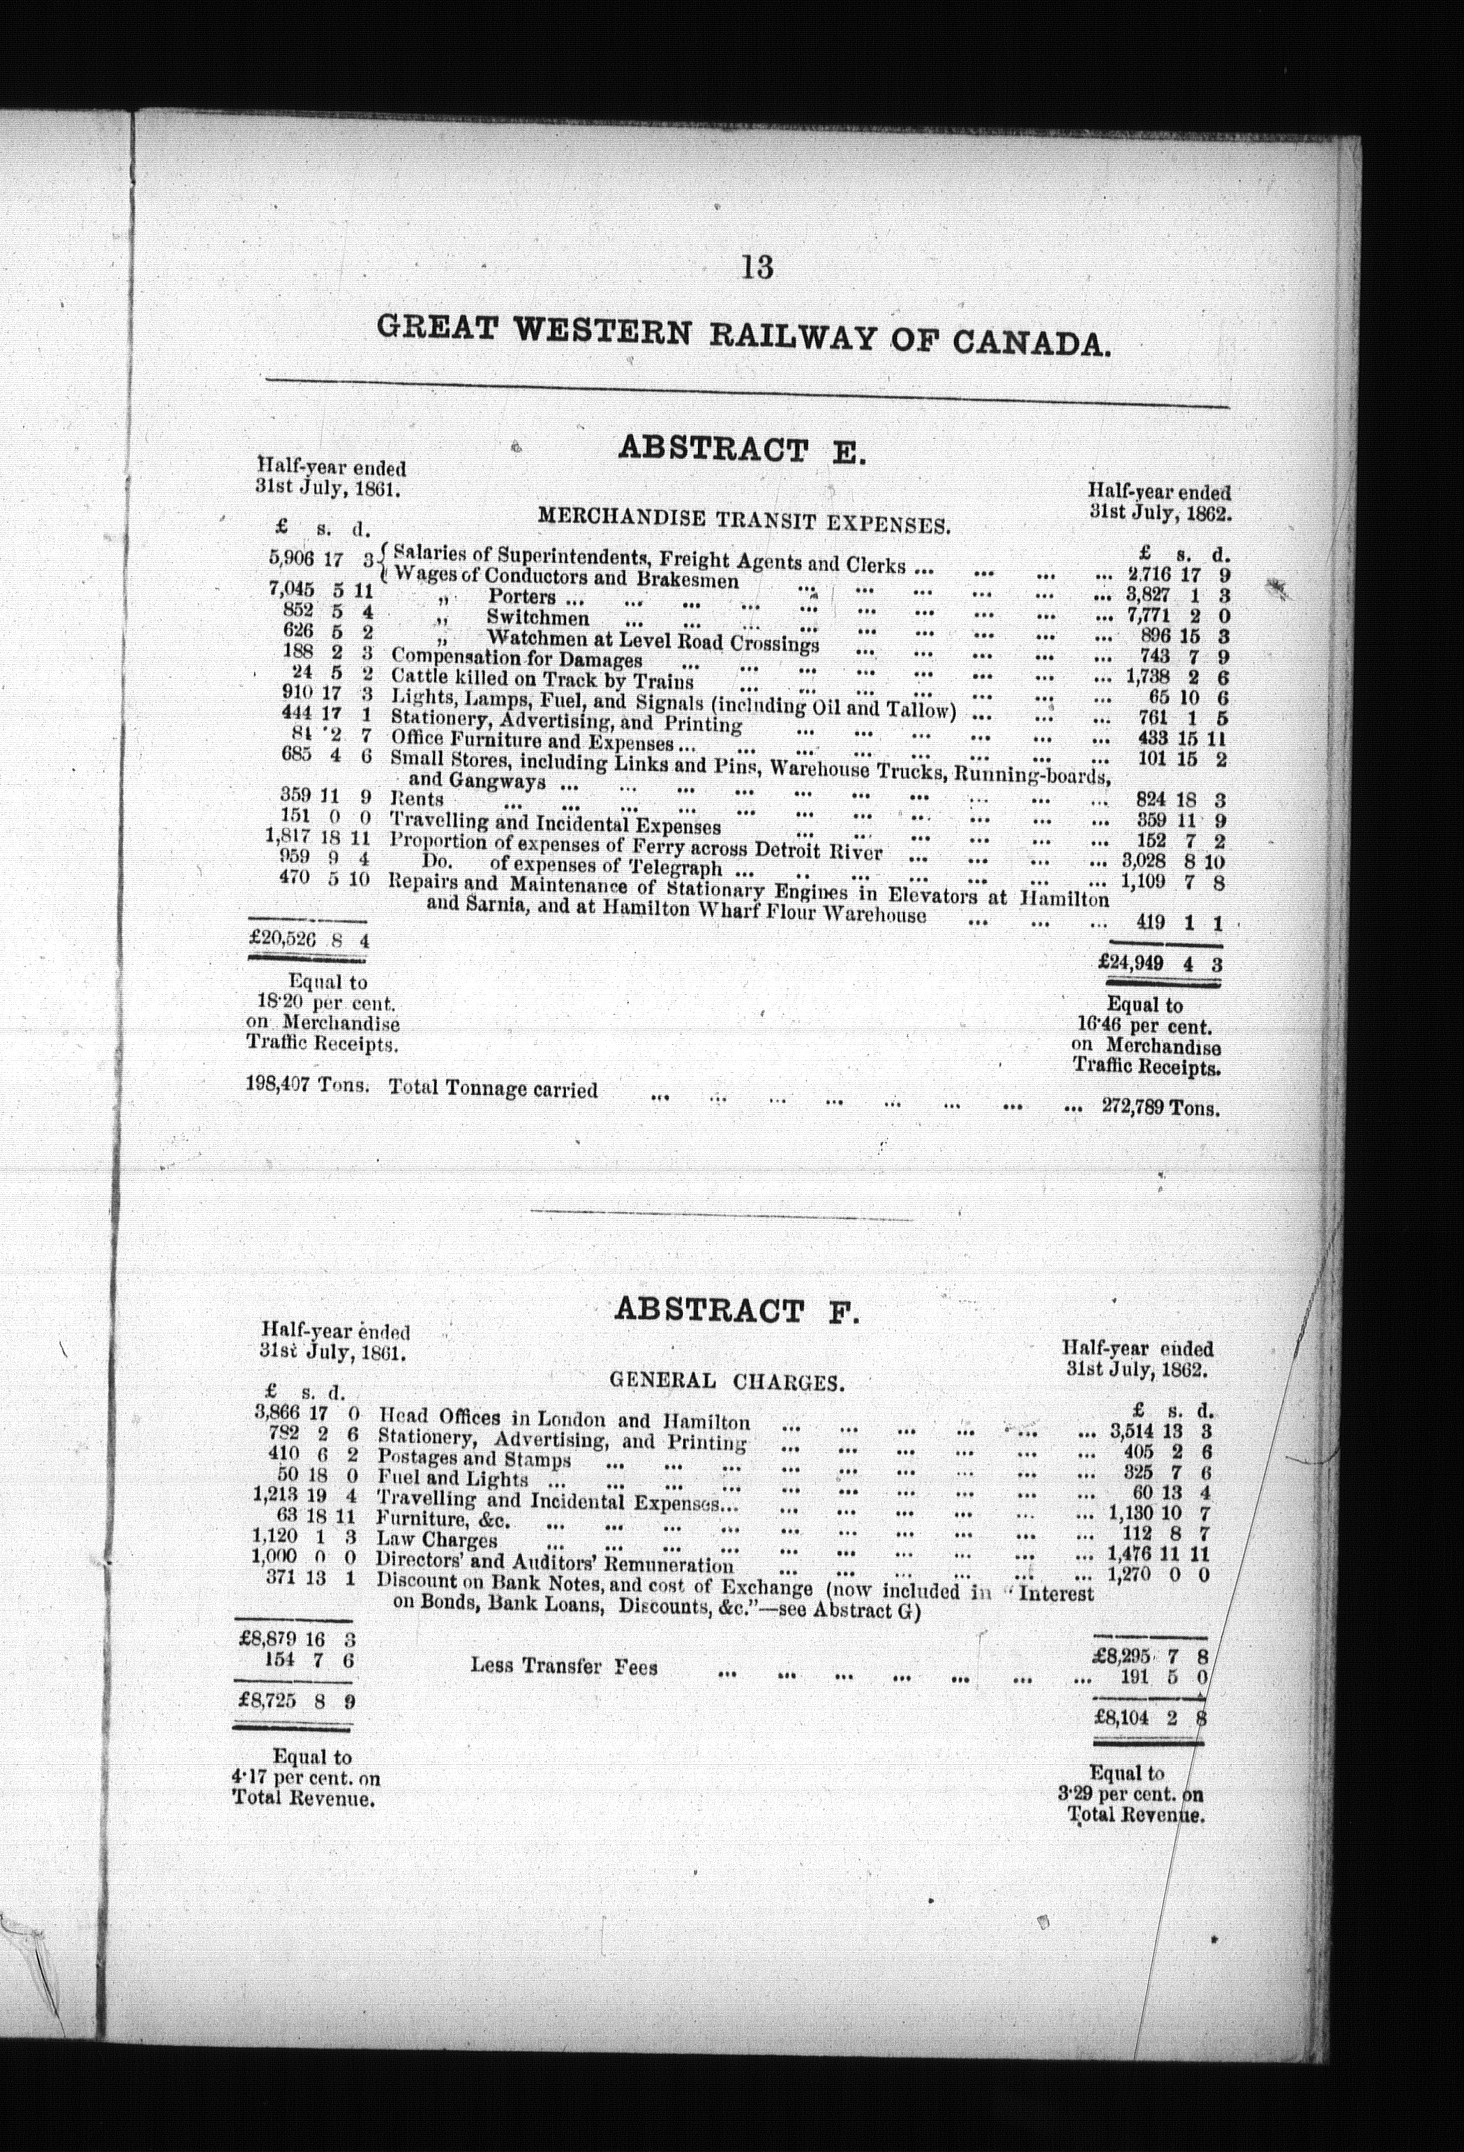 13
GREAT WESTERN RAILWAY OF CANADA.
ABSTRACT E.
Half-year ended
31st July, 1861.
Half-year ended
31st July, 1862.
MERCHANDISE TRANSIT EXPENSES.
£ s. d.
£ s. d.
5,906 17 3 { Salaries of Superintendents, Freight Agents and Clerks ... ... ... ... 2,716 17 9
{ Wages of Conductors and Brakesmen ... ... ... ... ... ... 3,827 1 3
7,045 5 11 „ Porters ... ... ... ... ... ... ... ... ... ... 7,771 2 0
852 5 4 „ Switchmen ... ... ... ... ... ... ... ... ... 896 15 3
626 5 2 „ Watchmen at Level Road Crossings ... ... ... ... ... 743 7 9
188 2 3 Compensation for Damages ... ... ... ... ... ... ... ... 1,738 2 6
24 5 2 Cattle killed on Track by Trains ... ... ... ... ... ... ... 65 10 6
910 17 3 Lights, Lamps, Fuel, and Signals (including Oil and Tallow) ... ... ... 761 1 5
444 17 1 Stationery, Advertising, and Printing ... ... ... ... ... ... 433 15 11
81 2 7 Office Furniture and Expenses ... ... ... ... ... ... ... ... 101 15 2
685 4 6 Small Stores, including Links and Pins, Warehouse Trucks, Running-boards,
and Gangways ... ... ... ... ... ... ... ... ... ... 824 18 3
359 11 9 Rents ... ... ... ... ... ... ... ... ... ... ... 359 11 9
151 0 0 Travelling and Incidental Expenses ... ... ... ... ... ... 152 7 2
1,817 18 11 Proportion of expenses of Ferry across Detroit River ... ... ... ... 3,028 8 10
959 9 4 Do. of expenses of Telegraph ... .. ... ... ... ... ... 1,109 7 8
470 5 10 Repairs and Maintenance of Stationary Engines in Elevators at Hamilton
and Sarnia, and at Hamilton Wharf Flour Warehouse ... ... ... 419 1 1
£20,526 8 4
£24,949 4 3
Equal to
18·20 per cent.
on Merchandise
Traffic Receipts.
Equal to
16·46 per cent.
on Merchandise
Traffic Receipts.
198,407 Tons. Total Tonnage carried ... ... ... ... ... ... ... ... 272,789 Tons.
ABSTRACT F.
Half-year ended
31st July, 1861.
Half-year ended
31st July, 1862.
GENERAL CHARGES.
£ s. d.
£ s. d.
3,866 17 0 Head Offices in London and Hamilton ... ... ... ... ... ... 3,514 13 3
782 2 6 Stationery, Advertising, and Printing ... ... ... ... ... ... 405 2 6
410 6 2 Postages and Stamps ... ... ... ... ... ... ... ... ... 325 7 6
50 18 0 Fuel and Lights ... ... ... ... ... ... ... ... ... ... 60 13 4
1,213 19 4 Travelling and Incidental Expenses... ... ... ... ... ... ... 1,130 10 7
63 18 11 Furniture, &c. ... ... ... ... ... ... ... ... ... ... 112 8 7
1,120 1 3 Law Charges ... ... ... ... ... ... ... ... ... ... 1,476 11 11
1,000 0 0 Directors' and Auditors' Remuneration ... ... ... ... ... ... 1,270 0 0
371 13 1 Discount on Bank Notes, and cost of Exchange (now included in "Interest
on Bonds, Bank Loans, Discounts, &c."—see Abstract G)
£8,879 16 3
£8,295 7 8
154 7 6 Less Transfer Fees ... ... ... ... ... ... ... 191 5 0
£8,725 8 9
£8,104 2 8
Equal to
4·17 per cent. on
Total Revenue.
Equal to
3·29 per cent. on
Total Revenue.